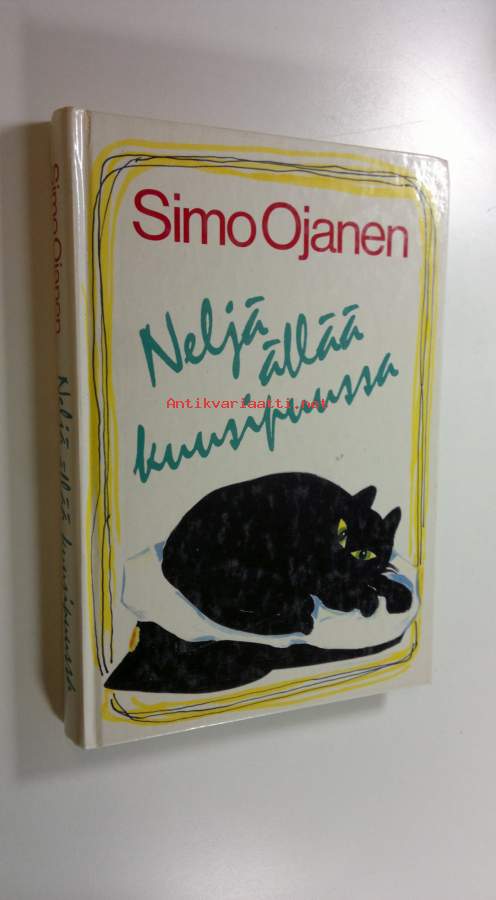 Simo Ojanen
Neljä
ällää
kuusipuussa
Antikvariaatti.net
Simo Ojanen
Neljä ällää kuusipuussa